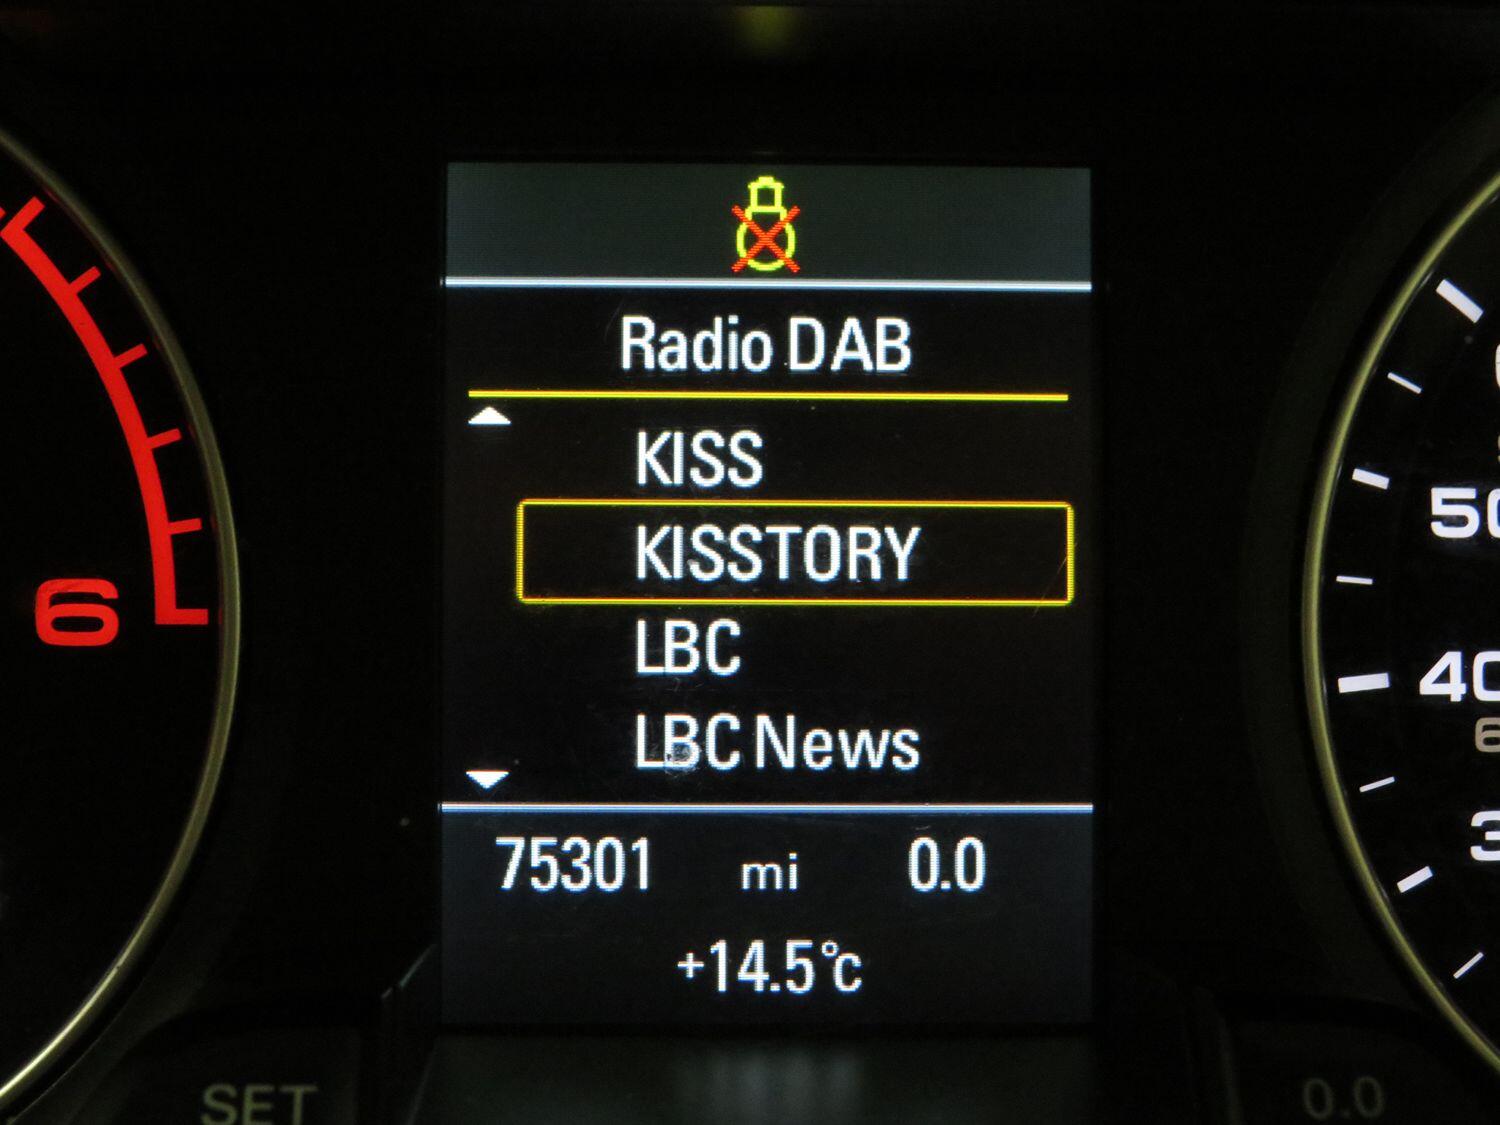 Radio DAB
KISS
KISSTORY
LBC
LBC News
75301 mi 0.0
+14.5°c
6
50
40
SET
0.0